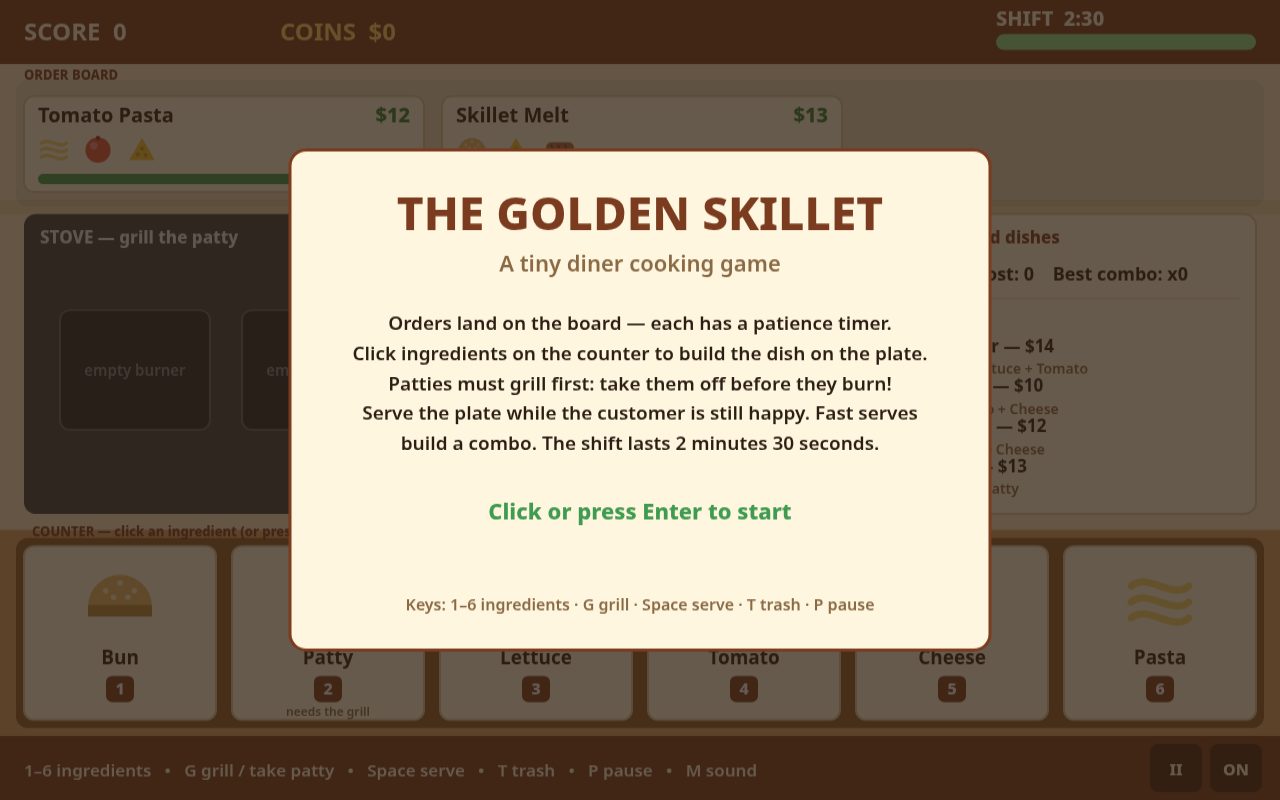 SCORE 0
COINS $0
SHIFT 2:30
ORDER BOARD
Tomato Pasta $12
Skillet Melt $13
STOVE — grill the patty
empty burner
em
d dishes
ost: 0 Best combo: x0
r — $14
tuce + Tomato
— $10
+ Cheese
— $12
Cheese
$13
atty
THE GOLDEN SKILLET
A tiny diner cooking game
Orders land on the board — each has a patience timer.
Click ingredients on the counter to build the dish on the plate.
Patties must grill first: take them off before they burn!
Serve the plate while the customer is still happy. Fast serves
build a combo. The shift lasts 2 minutes 30 seconds.
Click or press Enter to start
Keys: 1–6 ingredients · G grill · Space serve · T trash · P pause
COUNTER — click an ingredient (or pres
Bun
1
Patty
2
needs the grill
Lettuce
3
Tomato
4
Cheese
5
Pasta
6
1–6 ingredients • G grill / take patty • Space serve • T trash • P pause • M sound
II
ON